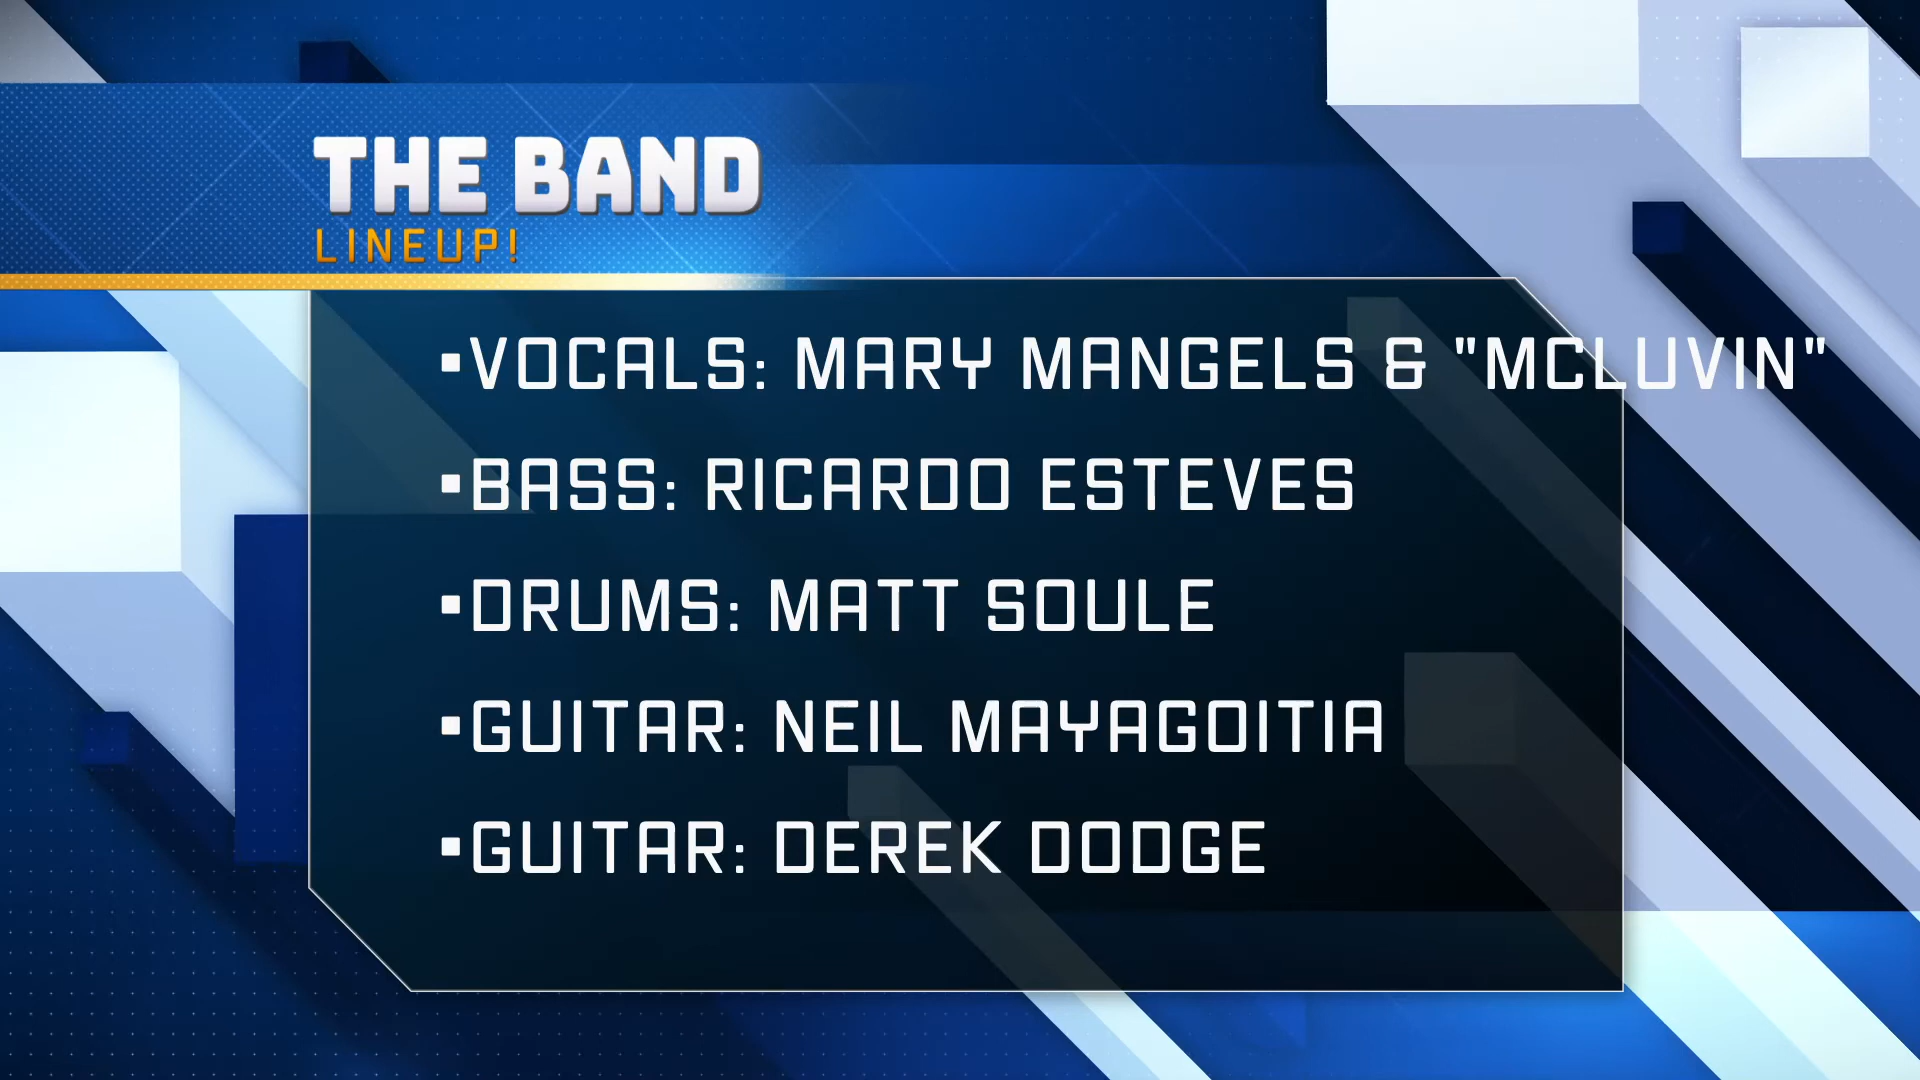 THE BAND
LINEUP!
▪VOCALS: MARY MANGELS & "MCLUVIN"
▪BASS: RICARDO ESTEVES
▪DRUMS: MATT SOULE
▪GUITAR: NEIL MAYAGOITIA
▪GUITAR: DEREK DODGE